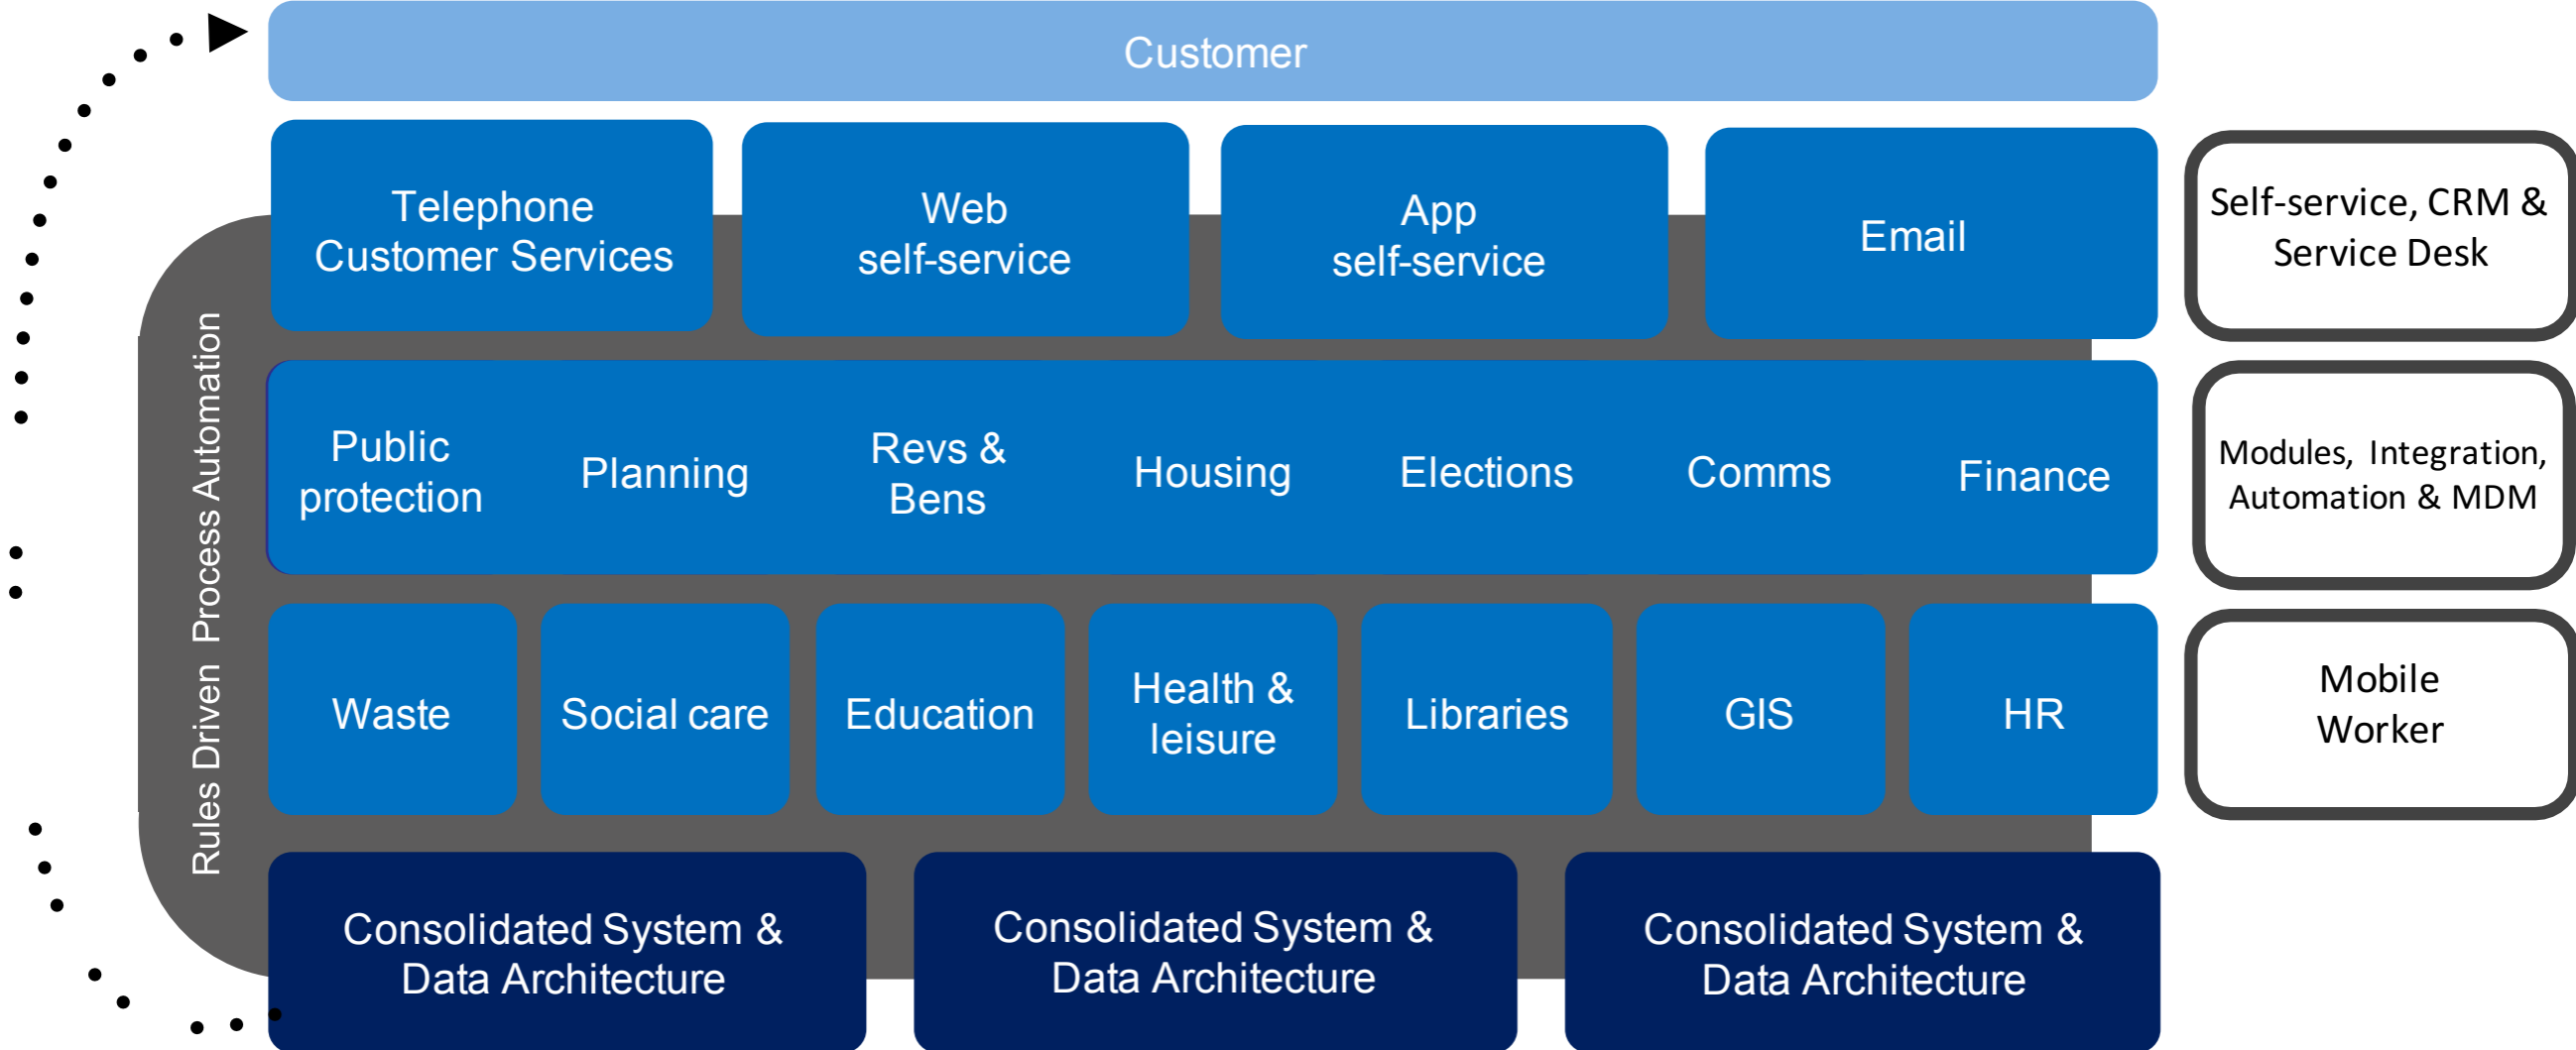 Customer
Telephone
Customer Services
Web
self-service
App
self-service
Email
Self-service, CRM &
Service Desk
Rules Driven Process Automation
Public
protection
Planning
Revs &
Bens
Housing
Elections
Comms
Finance
Modules, Integration,
Automation & MDM
Waste
Social care
Education
Health &
leisure
Libraries
GIS
HR
Mobile
Worker
Consolidated System &
Data Architecture
Consolidated System &
Data Architecture
Consolidated System &
Data Architecture